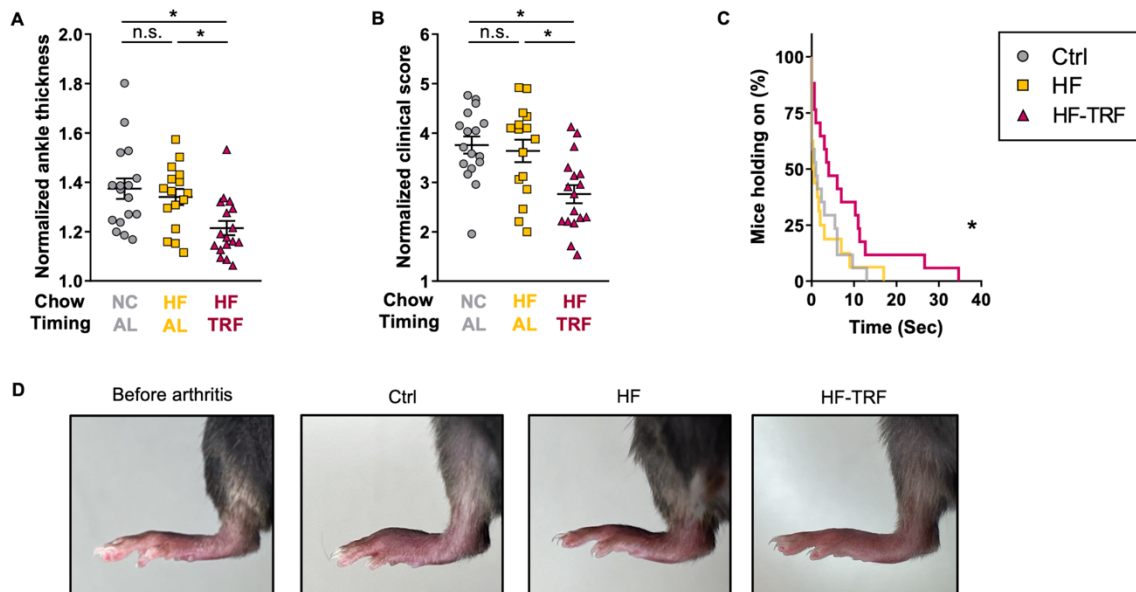 A
*
n.s.
*
Normalized ankle thickness
2.0
1.8
1.6
1.4
1.2
1.0
Chow NC HF HF
Timing AL AL TRF
B
*
n.s.
*
Normalized clinical score
6
5
4
3
2
1
Chow NC HF HF
Timing AL AL TRF
C
Mice holding on (%)
100
75
50
25
0
*
0 10 20 30 40
Time (Sec)
Ctrl
HF
HF-TRF
D
Before arthritis
Ctrl
HF
HF-TRF